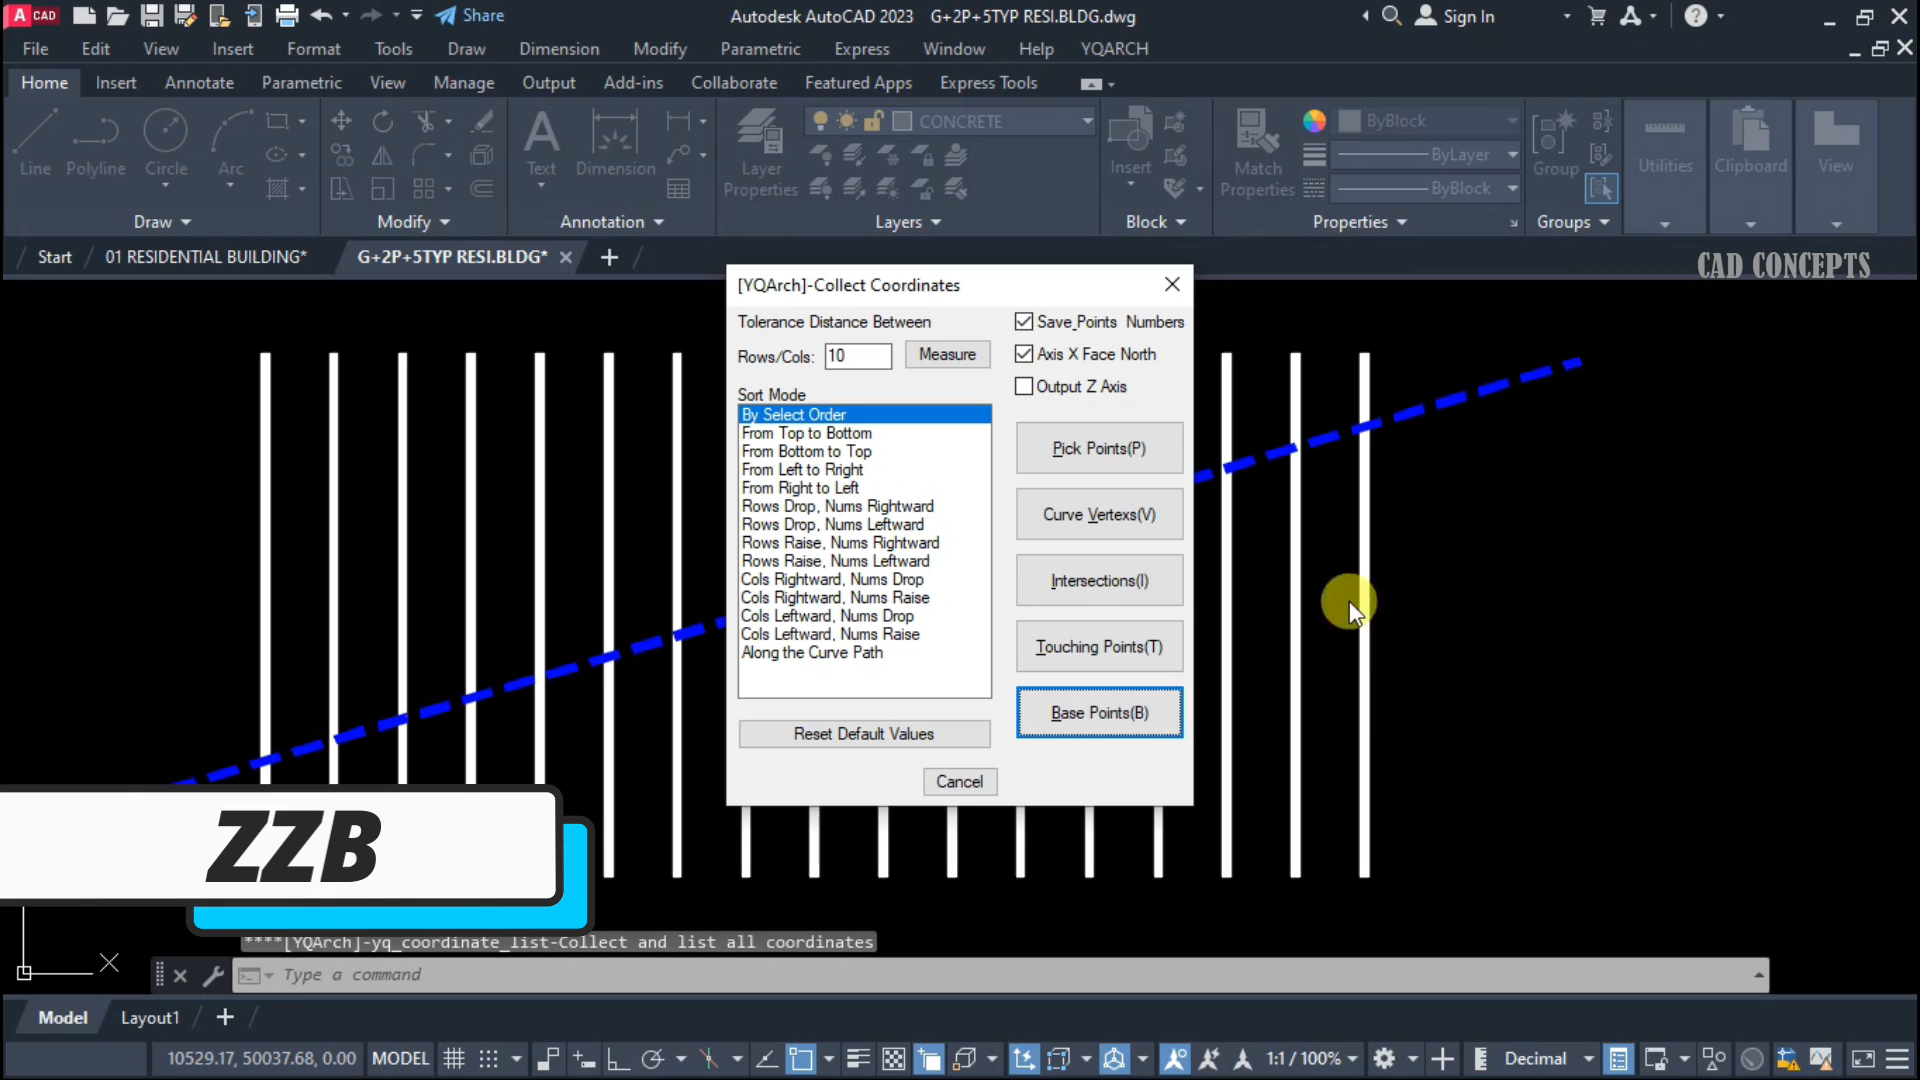 A CAD
Share
Autodesk AutoCAD 2023 G+2P+5TYP RESI.BLDG.dwg
Sign In
File Edit View Insert Format Tools Draw Dimension Modify Parametric Express Window Help YQARCH
Home Insert Annotate Parametric View Manage Output Add-ins Collaborate Featured Apps Express Tools
Line Polyline Circle Arc
Text Dimension
Layer Properties
CONCRETE
Insert
Match Properties
ByBlock
ByLayer
ByBlock
Group
Utilities
Clipboard
View
Draw Modify Annotation Layers Block Properties Groups
Start 01 RESIDENTIAL BUILDING* G+2P+5TYP RESI.BLDG*
CAD CONCEPTS
[YQArch]-Collect Coordinates
Tolerance Distance Between
Rows/Cols: 10 Measure
Sort Mode
By Select Order
From Top to Bottom
From Bottom to Top
From Left to Rright
From Right to Left
Rows Drop, Nums Rightward
Rows Drop, Nums Leftward
Rows Raise, Nums Rightward
Rows Raise, Nums Leftward
Cols Rightward, Nums Drop
Cols Rightward, Nums Raise
Cols Leftward, Nums Drop
Cols Leftward, Nums Raise
Along the Curve Path
Reset Default Values
Save_Points Numbers
Axis X Face North
Output Z Axis
Pick Points(P)
Curve Vertexs(V)
Intersections(I)
Touching Points(T)
Base Points(B)
Cancel
ZZB
****[YQArch]-yq_coordinate_list-Collect and list all coordinates
Type a command
Model Layout1
10529.17, 50037.68, 0.00 MODEL 1:1 / 100% Decimal